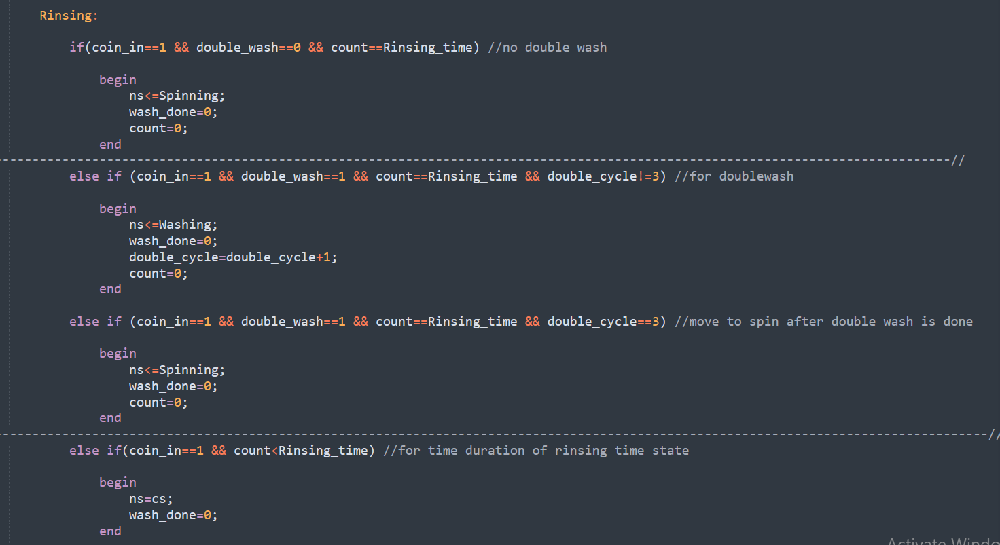 Rinsing:
if(coin_in==1 && double_wash==0 && count==Rinsing_time) //no double wash
begin
ns<=Spinning;
wash_done=0;
count=0;
end
------------------------------------------------------------------------------------------------------------------------------//
else if (coin_in==1 && double_wash==1 && count==Rinsing_time && double_cycle!=3) //for doublewash
begin
ns<=Washing;
wash_done=0;
double_cycle=double_cycle+1;
count=0;
end
else if (coin_in==1 && double_wash==1 && count==Rinsing_time && double_cycle==3) //move to spin after double wash is done
begin
ns<=Spinning;
wash_done=0;
count=0;
end
-----------------------------------------------------------------------------------------------------------------------------------//
else if(coin_in==1 && count<Rinsing_time) //for time duration of rinsing time state
begin
ns=cs;
wash_done=0;
end
Activate